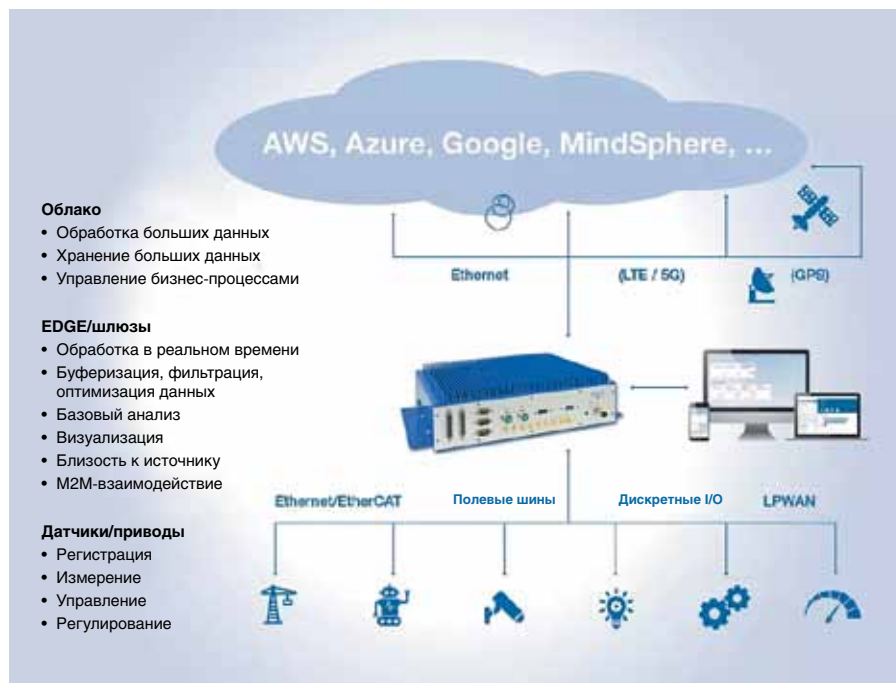 AWS, Azure, Google, MindSphere, ...
Облако
• Обработка больших данных
• Хранение больших данных
• Управление бизнес-процессами
Ethernet
(LTE / 5G)
(GPS)
EDGE/шлюзы
• Обработка в реальном времени
• Буферизация, фильтрация,
оптимизация данных
• Базовый анализ
• Визуализация
• Близость к источнику
• M2M-взаимодействие
Ethernet/EtherCAT
Полевые шины
Дискретные I/O
LPWAN
Датчики/приводы
• Регистрация
• Измерение
• Управление
• Регулирование